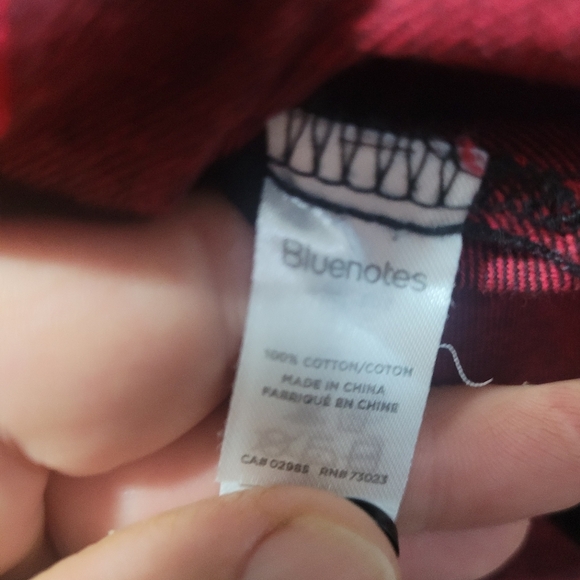 Bluenotes
100% COTTON/COTON
MADE IN CHINA
FABRIQUÉ EN CHINE
CA# 02985 RN# 73023